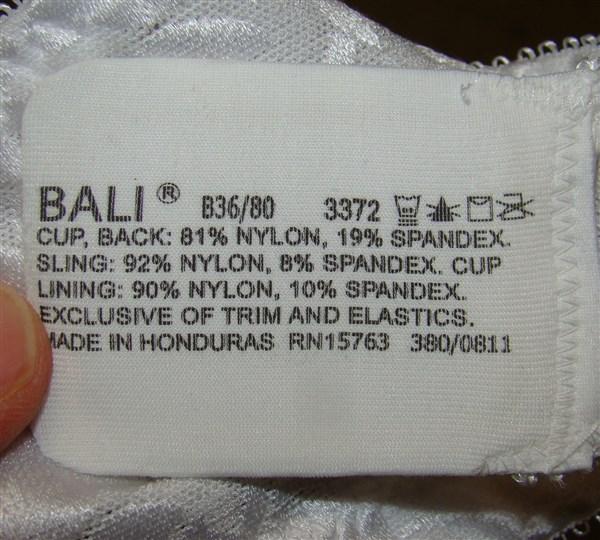 BALI ® B36/80 3372
CUP, BACK: 81% NYLON, 19% SPANDEX.
SLING: 92% NYLON, 8% SPANDEX. CUP
LINING: 90% NYLON, 10% SPANDEX.
EXCLUSIVE OF TRIM AND ELASTICS.
MADE IN HONDURAS RN15763 380/0811